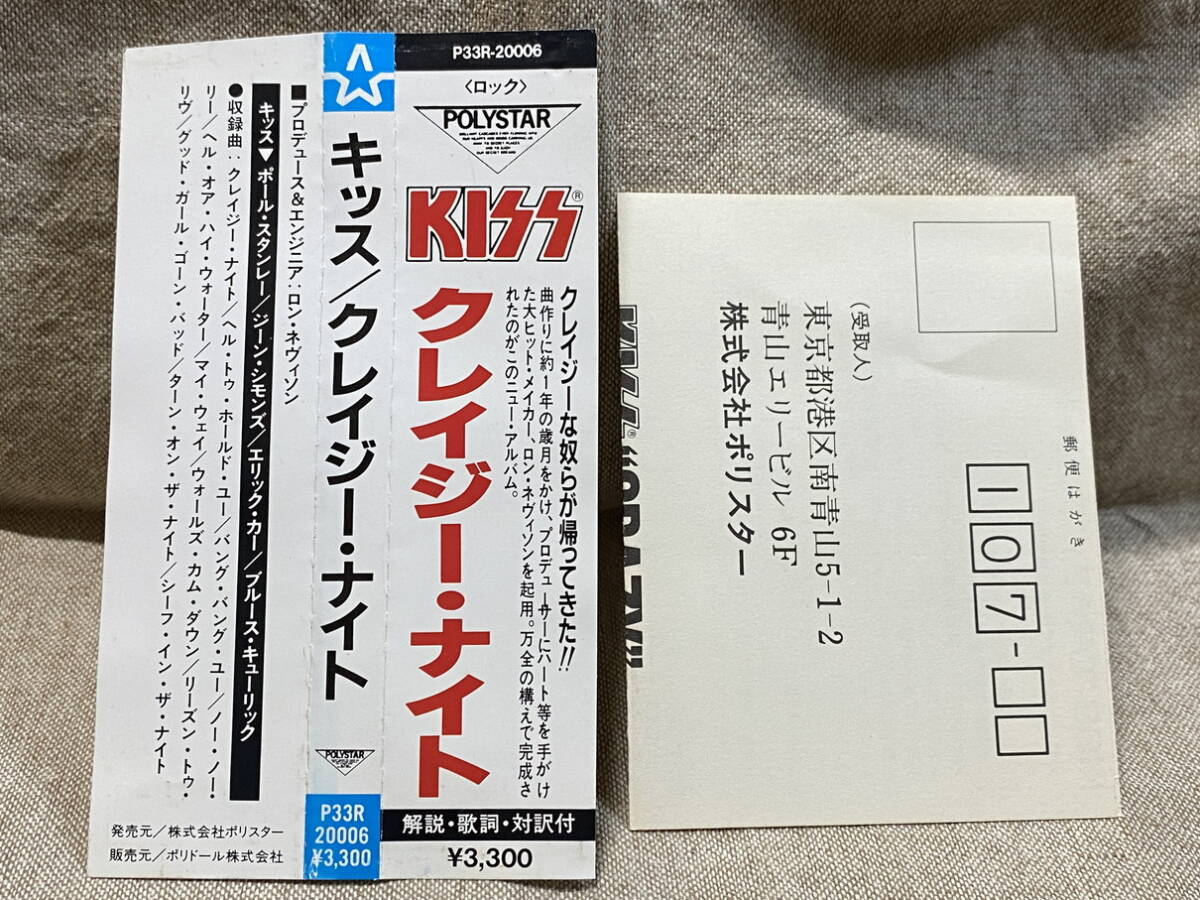 P33R-20006
〈ロック〉
POLYSTAR
KISS®
クレイジー・ナイト
クレイジーな奴らが帰ってきた!!
曲作りに約1年の歳月をかけ、プロデューサーにハート等を手がけ
た大ヒット・メイカー、ロン・ネヴィソンを起用。万全の構えで完成さ
れたのがこのニュー・アルバム。
解説・歌詞・対訳付
¥3,300
キッス/クレイジー・ナイト
POLYSTAR
P33R
20006
¥3,300
■プロデュース&エンジニア:ロン・ネヴィソン
キッス▼ポール・スタンレー/ジーン・シモンズ/エリック・カー/ブルース・キューリック
●収録曲:クレイジー・ナイト/ヘル・トゥ・ホールド・ユー/バング・バング・ユー/ノー・ノー・
リー/ヘル・オア・ハイ・ウォーター/マイ・ウェイ/ウォールズ・カム・ダウン/リーズン・トゥ・
リヴ/グッド・ガール・ゴーン・バッド/ターン・オン・ザ・ナイト/シーフ・イン・ザ・ナイト
発売元/株式会社ポリスター
販売元/ポリドール株式会社
郵便はがき
107-
(受取人)
東京都港区南青山5-1-2
青山エリービル 6F
株式会社ポリスター